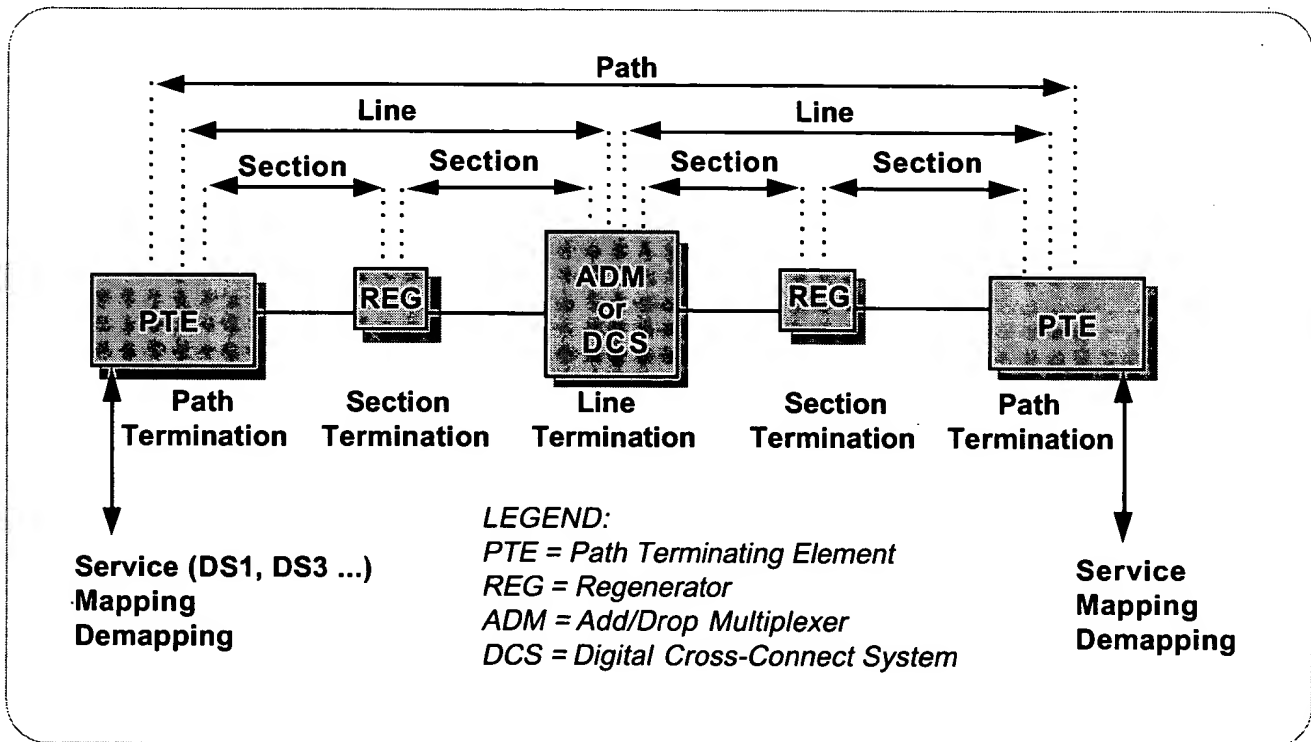 Path
Line
Line
Section
Section
Section
Section
PTE
REG
ADM
or
DCS
REG
PTE
Path
Termination
Section
Termination
Line
Termination
Section
Termination
Path
Termination
Service (DS1, DS3 ...)
Mapping
Demapping
LEGEND:
PTE = Path Terminating Element
REG = Regenerator
ADM = Add/Drop Multiplexer
DCS = Digital Cross-Connect System
Service
Mapping
Demapping